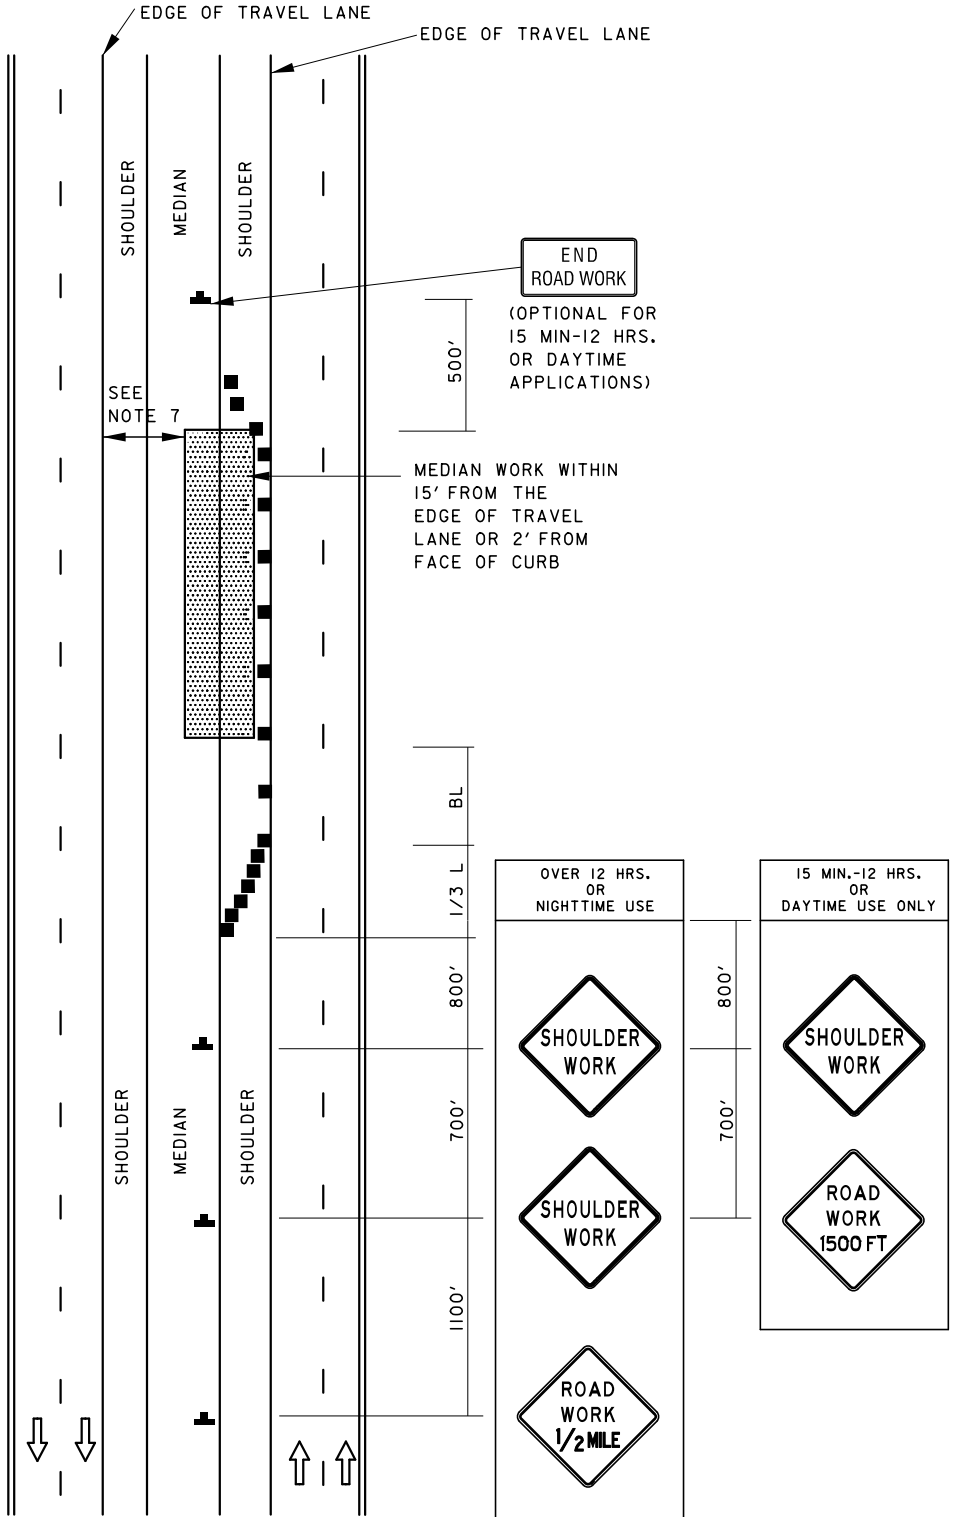 EDGE OF TRAVEL LANE
EDGE OF TRAVEL LANE
SHOULDER
MEDIAN
SHOULDER
END
ROAD WORK
(OPTIONAL FOR
15 MIN-12 HRS.
OR DAYTIME
APPLICATIONS)
500'
SEE
NOTE 7
MEDIAN WORK WITHIN
15' FROM THE
EDGE OF TRAVEL
LANE OR 2' FROM
FACE OF CURB
BL
1/3 L
800'
700'
1100'
OVER 12 HRS.
OR
NIGHTTIME USE
SHOULDER
WORK
SHOULDER
WORK
ROAD
WORK
1/2 MILE
800'
700'
15 MIN.-12 HRS.
OR
DAYTIME USE ONLY
SHOULDER
WORK
ROAD
WORK
1500 FT
SHOULDER
MEDIAN
SHOULDER